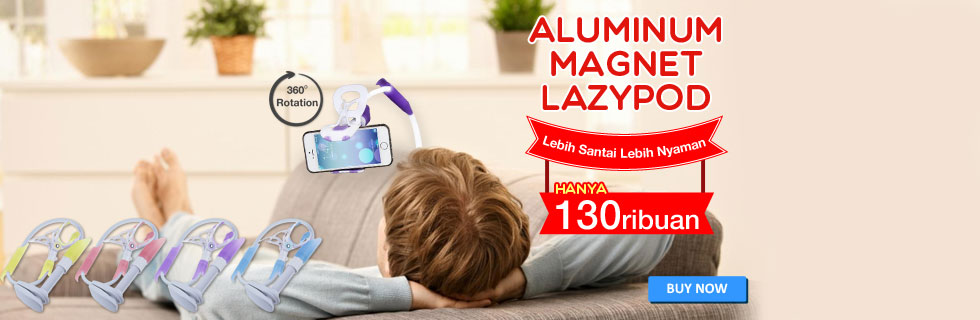 ALUMINUM
MAGNET
LAZYPOD
360°
Rotation
Lebih Santai Lebih Nyaman
HANYA
130ribuan
BUY NOW